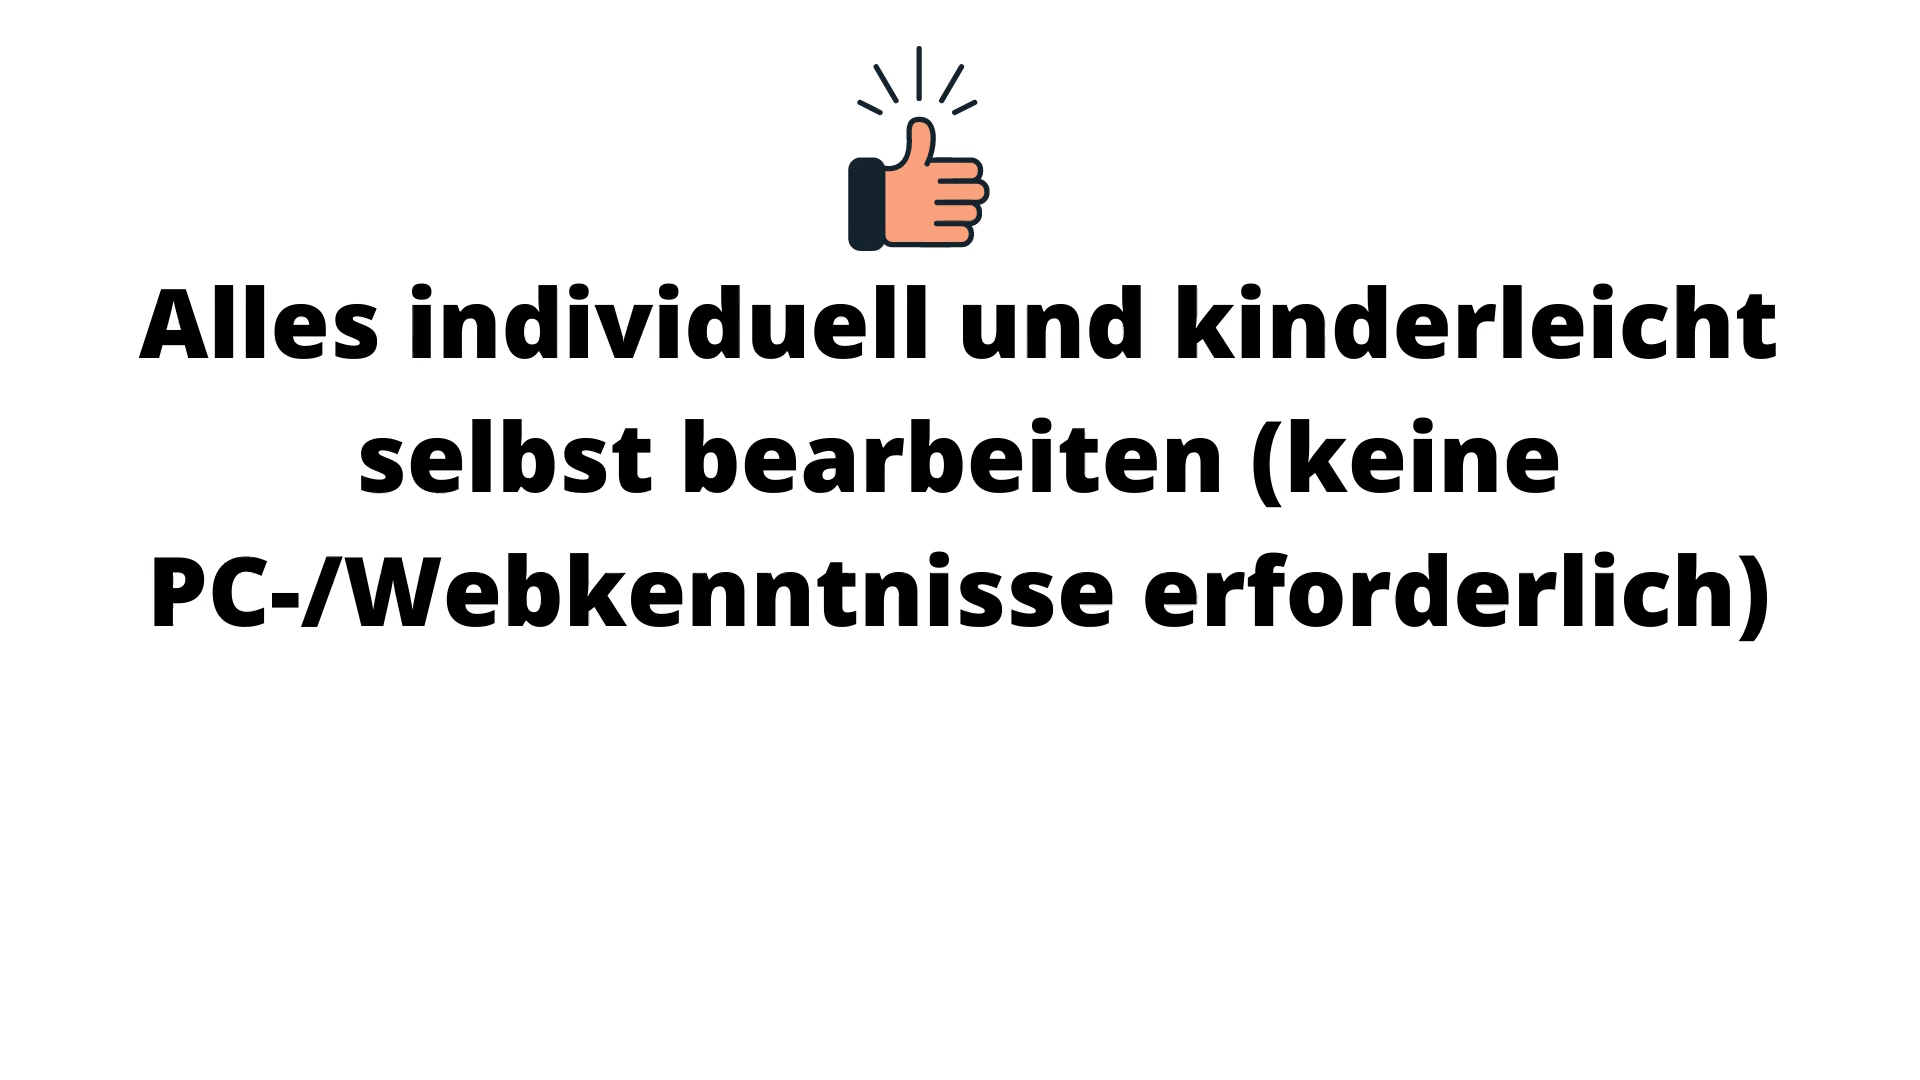 Alles individuell und kinderleicht
selbst bearbeiten (keine
PC-/Webkenntnisse erforderlich)